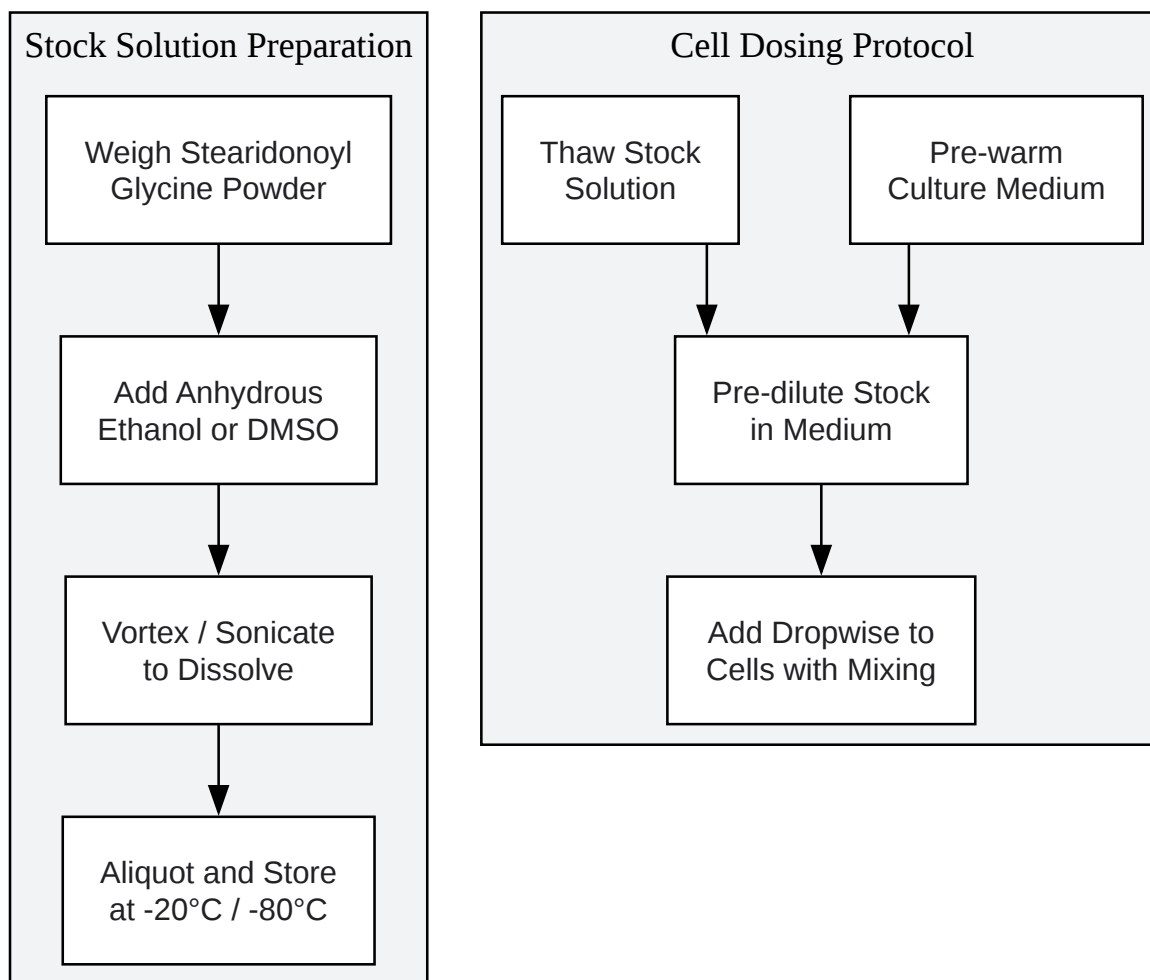 Stock Solution Preparation
Weigh Stearidonoyl
Glycine Powder
Add Anhydrous
Ethanol or DMSO
Vortex / Sonicate
to Dissolve
Aliquot and Store
at -20°C / -80°C
Cell Dosing Protocol
Thaw Stock
Solution
Pre-warm
Culture Medium
Pre-dilute Stock
in Medium
Add Dropwise to
Cells with Mixing